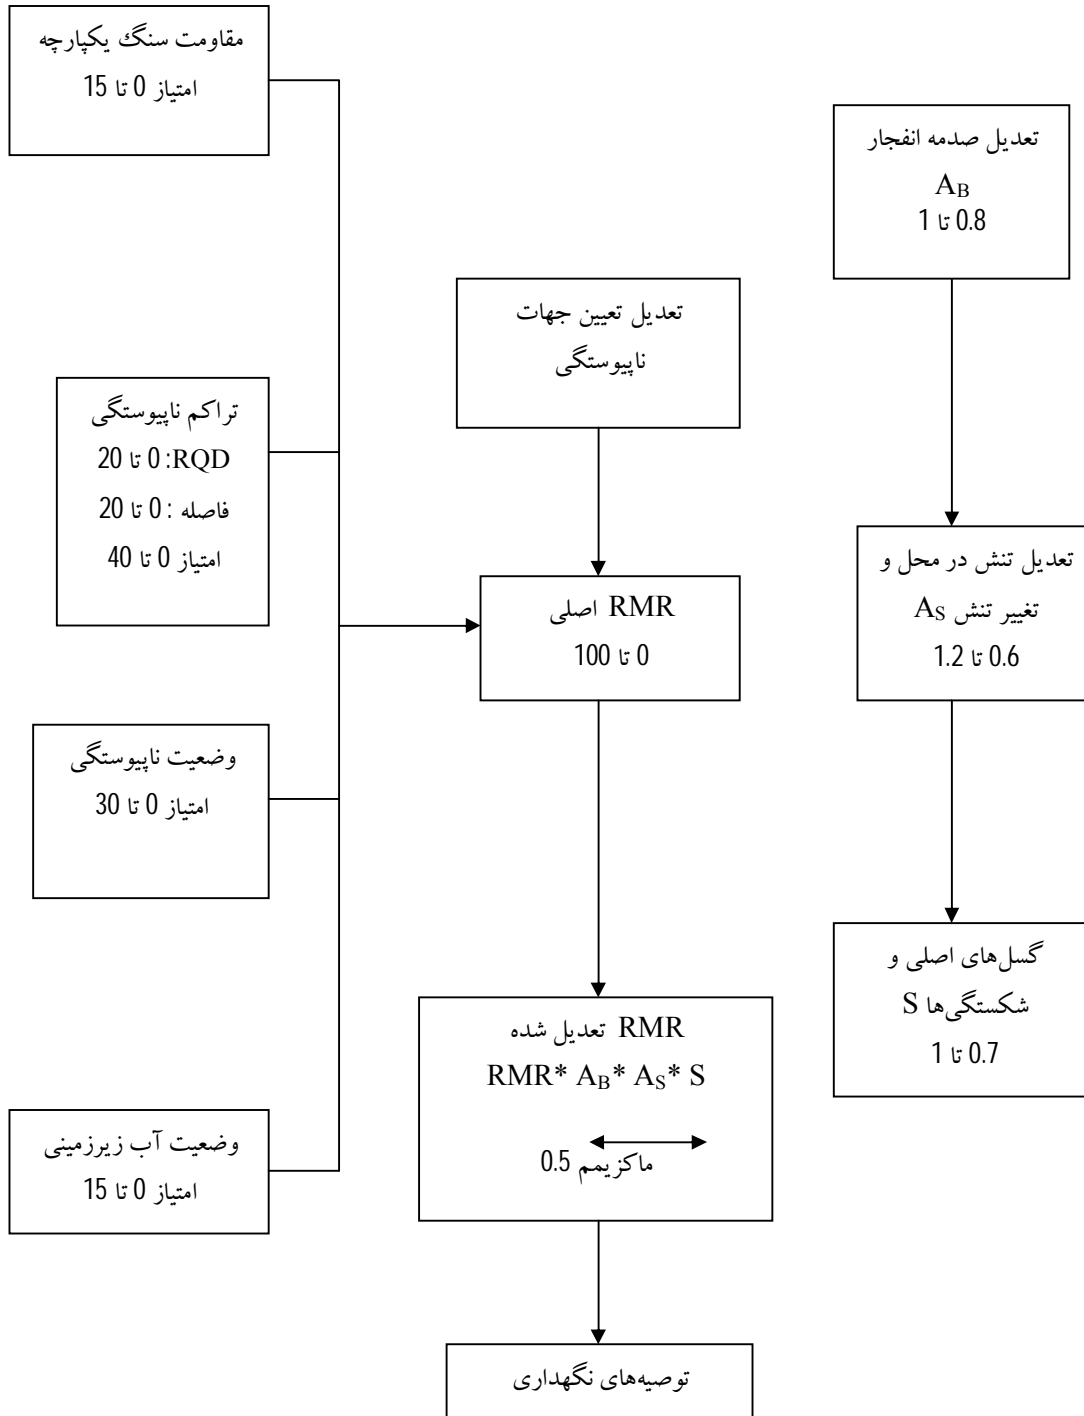 مقاومت سنگ یکپارچه
امتیاز 0 تا 15
تعدیل صدمه انفجار
A_B
0.8 تا 1
تعدیل تعیین جهات
ناپیوستگی
تراکم ناپیوستگی
RQD: 0 تا 20
فاصله : 0 تا 20
امتیاز 0 تا 40
تعدیل تنش در محل و
تغییر تنش A_S
0.6 تا 1.2
RMR اصلی
0 تا 100
وضعیت ناپیوستگی
امتیاز 0 تا 30
گسل‌های اصلی و
شکستگی‌ها S
0.7 تا 1
RMR تعدیل شده
RMR* A_B* A_S* S
ماکزیمم 0.5
وضعیت آب زیرزمینی
امتیاز 0 تا 15
توصیه‌های نگهداری